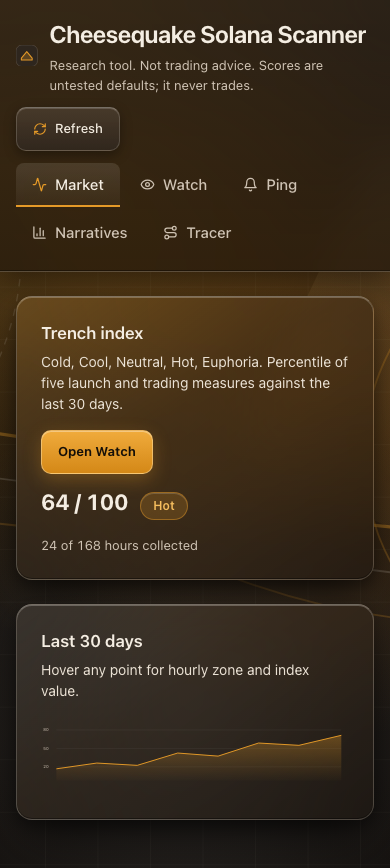 Cheesequake Solana Scanner
Research tool. Not trading advice. Scores are
untested defaults; it never trades.
Refresh
Market
Watch
Ping
Narratives
Tracer
Trench index
Cold, Cool, Neutral, Hot, Euphoria. Percentile of
five launch and trading measures against the
last 30 days.
Open Watch
64 / 100
Hot
24 of 168 hours collected
Last 30 days
Hover any point for hourly zone and index
value.